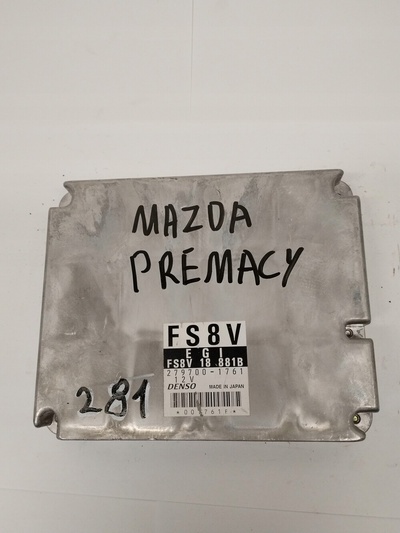 MAZDA
PREMACY
FS8V
EGI
FS8V 18 881B
279700-1761
12V
DENSO MADE IN JAPAN
281